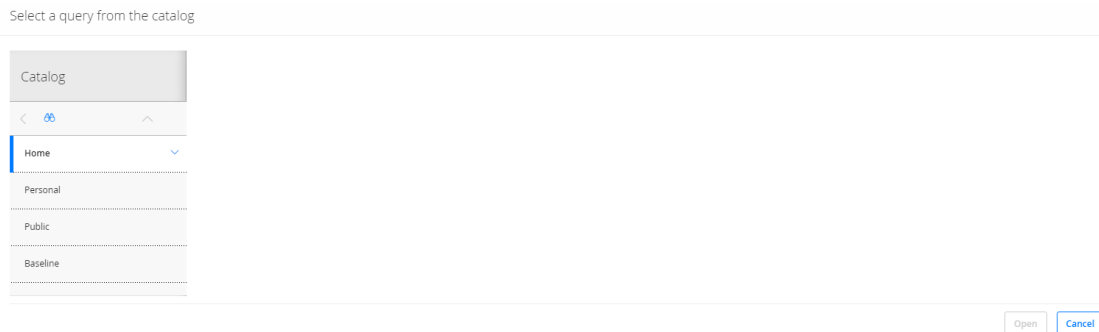 Select a query from the catalog
Catalog
Home
Personal
Public
Baseline
Open
Cancel